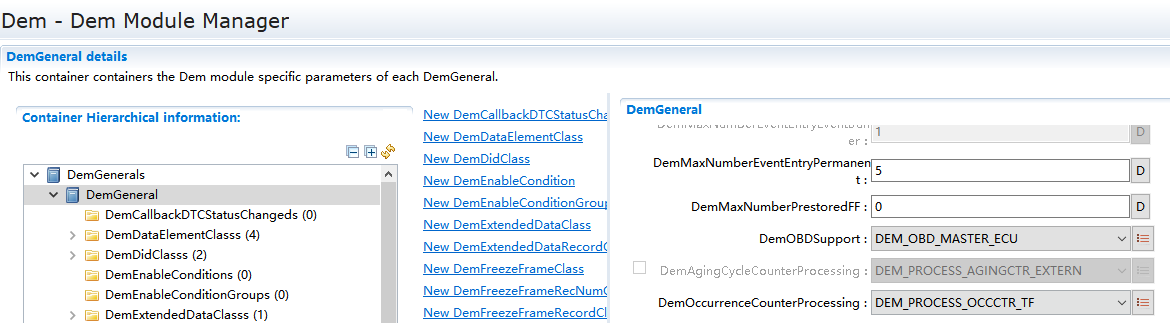 Dem - Dem Module Manager
DemGeneral details
This container containers the Dem module specific parameters of each DemGeneral.
Container Hierarchical information:
DemGenerals
DemGeneral
DemCallbackDTCStatusChangeds (0)
DemDataElementClasss (4)
DemDidClasss (2)
DemEnableConditions (0)
DemEnableConditionGroups (0)
DemExtendedDataClasss (1)
New DemCallbackDTCStatusCha
New DemDataElementClass
New DemDidClass
New DemEnableCondition
New DemEnableConditionGroup
New DemExtendedDataClass
New DemExtendedDataRecordC
New DemFreezeFrameClass
New DemFreezeFrameRecNumC
New DemFreezeFrameRecordCl
DemGeneral
er :
1
D
DemMaxNumberEventEntryPermanen
t :
5
D
DemMaxNumberPrestoredFF :
0
D
DemOBDSupport :
DEM_OBD_MASTER_ECU
DemAgingCycleCounterProcessing :
DEM_PROCESS_AGINGCTR_EXTERN
DemOccurrenceCounterProcessing :
DEM_PROCESS_OCCCTR_TF